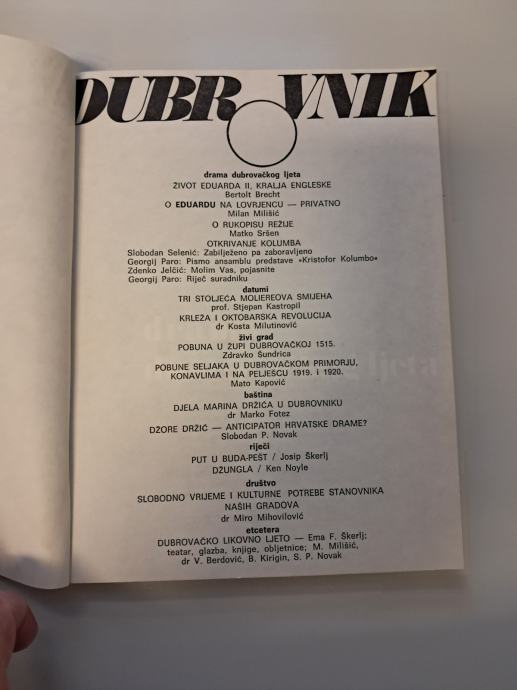 DUBROVNIK
drama dubrovačkog ljeta
ŽIVOT EDUARDA II, KRALJA ENGLESKE
Bertolt Brecht
O EDUARDU NA LOVRJENCU — PRIVATNO
Milan Milišić
O RUKOPISU REŽIJE
Matko Sršen
OTKRIVANJE KOLUMBA
Slobodan Selenić: Zabilježeno pa zaboravljeno
Georgij Paro: Pismo ansamblu predstave »Kristofor Kolumbo«
Zdenko Jelčić: Molim Vas, pojasnite
Georgij Paro: Riječ suradniku
datumi
TRI STOLJEĆA MOLIEREOVA SMIJEHA
prof. Stjepan Kastropil
KRLEŽA I OKTOBARSKA REVOLUCIJA
dr Kosta Milutinović
živi grad
POBUNA U ŽUPI DUBROVAČKOJ 1515.
Zdravko Šundrica
POBUNE SELJAKA U DUBROVAČKOM PRIMORJU,
KONAVLIMA I NA PELJEŠCU 1919. i 1920.
Mato Kapović
baština
DJELA MARINA DRŽIĆA U DUBROVNIKU
dr Marko Fotez
DŽORE DRŽIĆ — ANTICIPATOR HRVATSKE DRAME?
Slobodan P. Novak
riječi
PUT U BUDA-PEŠT / Josip Škerlj
DŽUNGLA / Ken Noyle
društvo
SLOBODNO VRIJEME I KULTURNE POTREBE STANOVNIKA
NAŠIH GRADOVA
dr Miro Mihovilović
etcetera
DUBROVAČKO LIKOVNO LJETO — Ema F. Škerlj;
teatar, glazba, knjige, obljetnice; M. Milišić,
dr V. Berdović, B. Kirigin, S. P. Novak